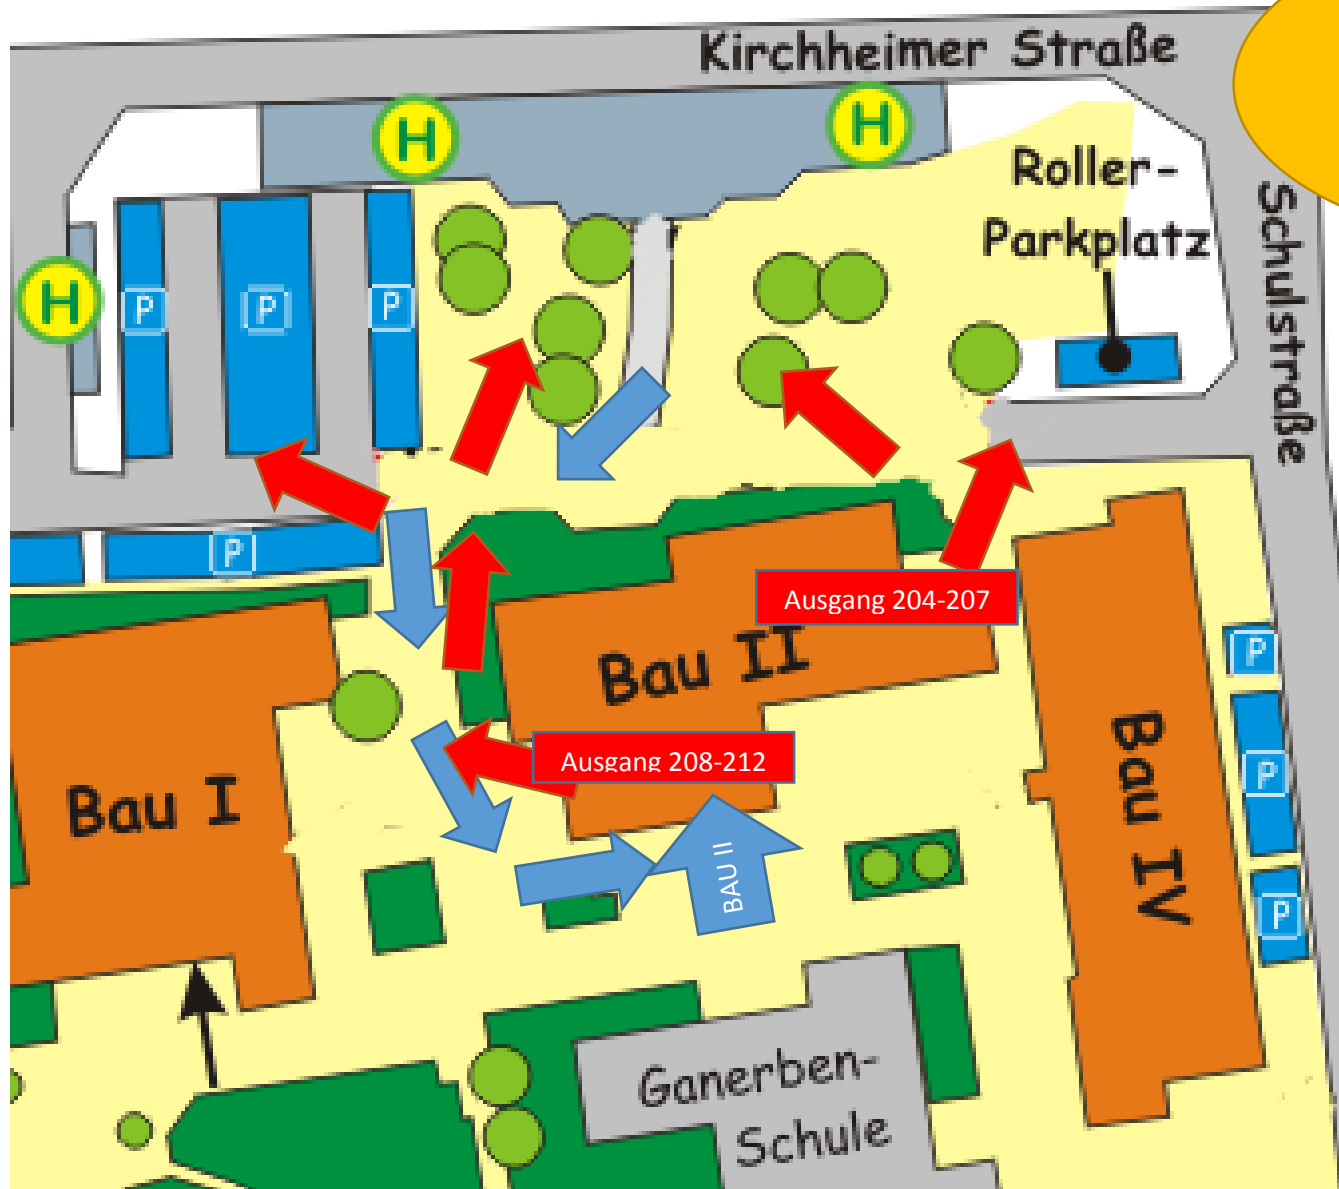 Kirchheimer Straße
H
H
Roller-
Parkplatz
Schulstraße
H
P
P
P
P
Ausgang 204-207
Bau II
P
Ausgang 208-212
Bau I
Bau IV
P
BAU II
P
Ganerben-
Schule